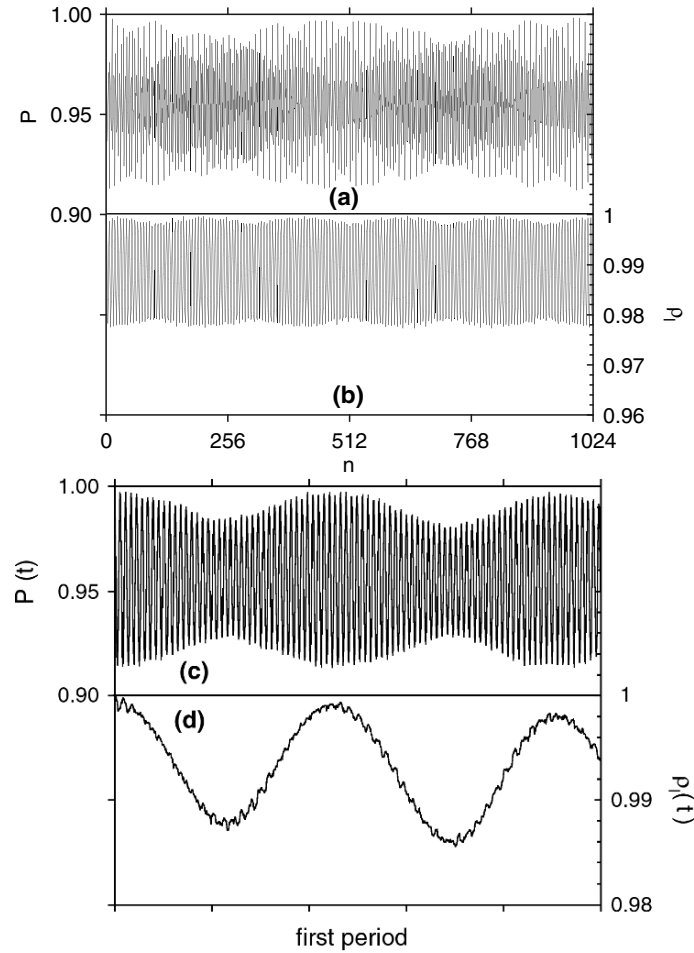 1.00
0.95
P
(a)
0.90
1
0.99
0.98
ρI
0.97
(b)
0.96
0 256 512 768 1024
n
1.00
P (t)
0.95
(c)
0.90
1
(d)
0.99
ρI(t)
0.98
first period